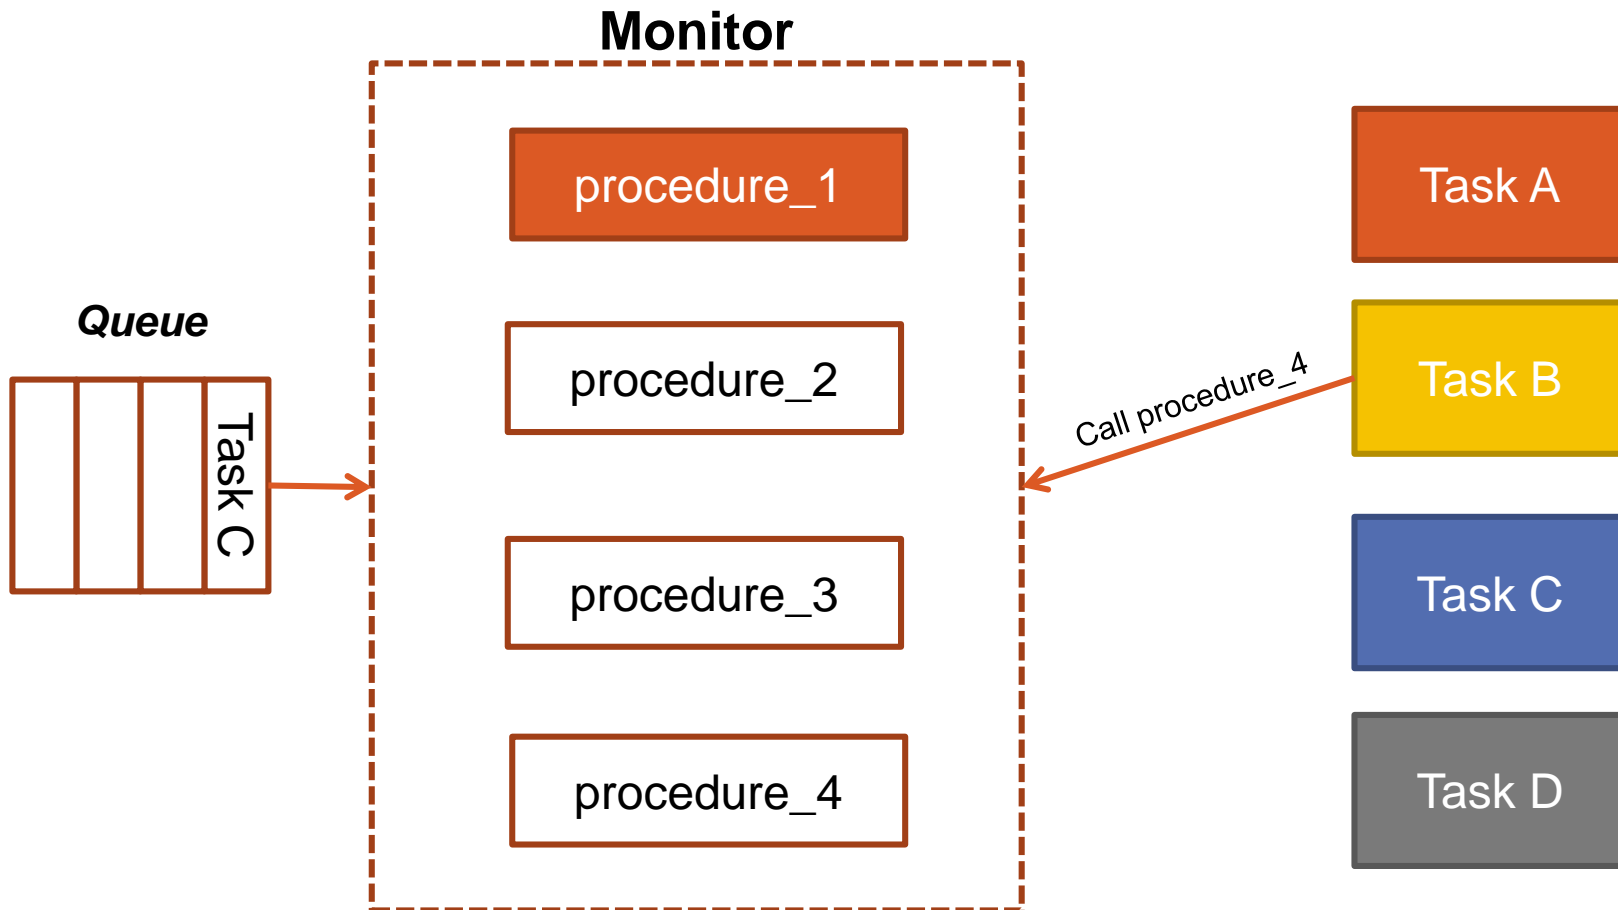 Monitor
procedure_1
Task A
Queue
procedure_2
Call procedure_4
Task B
Task C
procedure_3
Task C
procedure_4
Task D